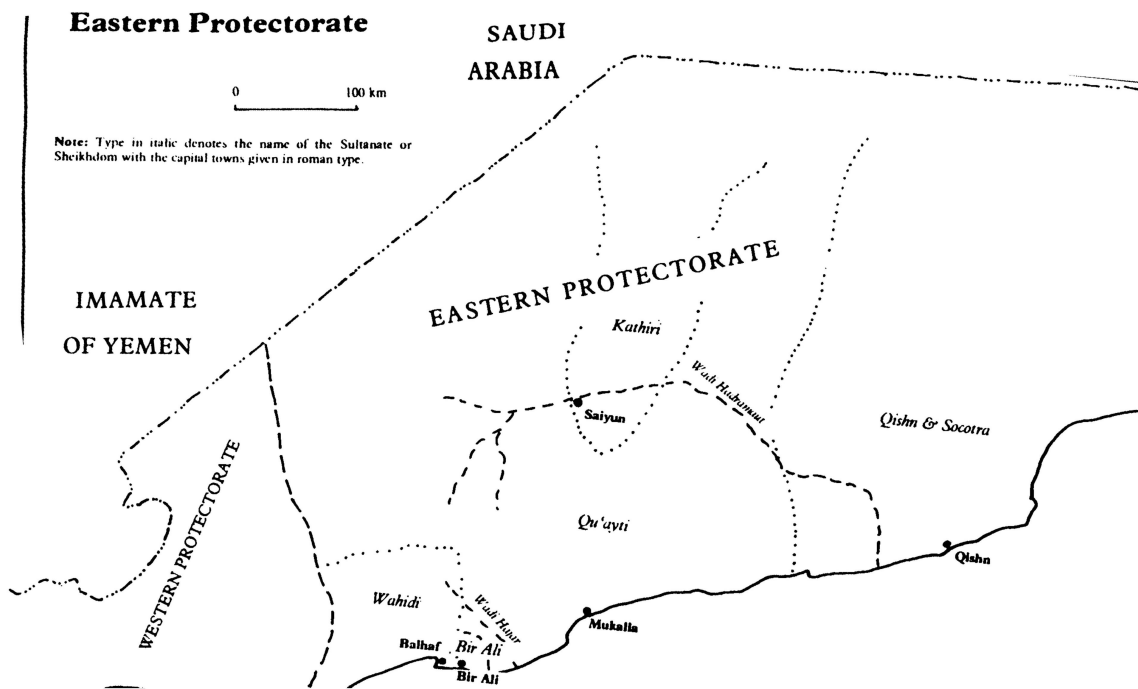 Eastern Protectorate
SAUDI
ARABIA
0 100 km
Note: Type in italic denotes the name of the Sultanate or
Sheikhdom with the capital towns given in roman type.
IMAMATE
OF YEMEN
EASTERN PROTECTORATE
Kathiri
Wadi Hadramaut
Saiyun
Qishn & Socotra
WESTERN PROTECTORATE
Qu'ayti
Qishn
Wahidi
Wadi Hajar
Mukalla
Balhaf
Bir Ali
Bir Ali